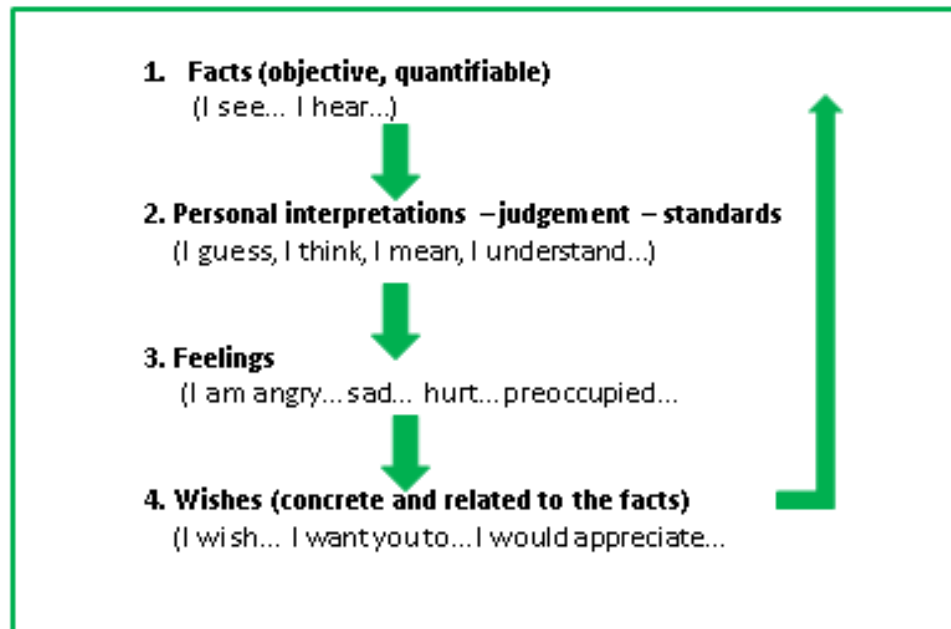 1. Facts (objective, quantifiable)
(I see... I hear...)
2. Personal interpretations –judgement – standards
(I guess, I think, I mean, I understand...)
3. Feelings
(I am angry... sad... hurt... preoccupied...
4. Wishes (concrete and related to the facts)
(I wish... I want you to... I would appreciate...